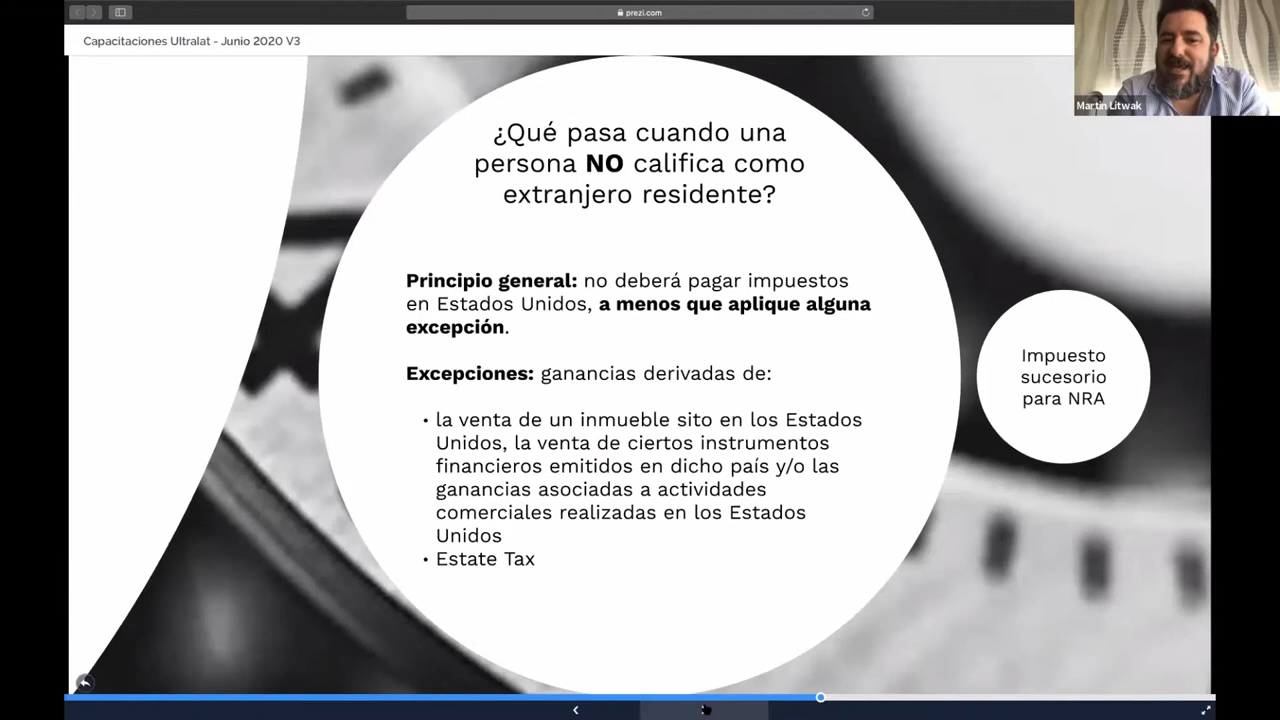 prezi.com
Capacitaciones Ultralat - Junio 2020 V3
Martin Litwak
¿Qué pasa cuando una
persona NO califica como
extranjero residente?
Principio general: no deberá pagar impuestos
en Estados Unidos, a menos que aplique alguna
excepción.
Excepciones: ganancias derivadas de:
• la venta de un inmueble sito en los Estados
Unidos, la venta de ciertos instrumentos
financieros emitidos en dicho país y/o las
ganancias asociadas a actividades
comerciales realizadas en los Estados
Unidos
• Estate Tax
Impuesto
sucesorio
para NRA